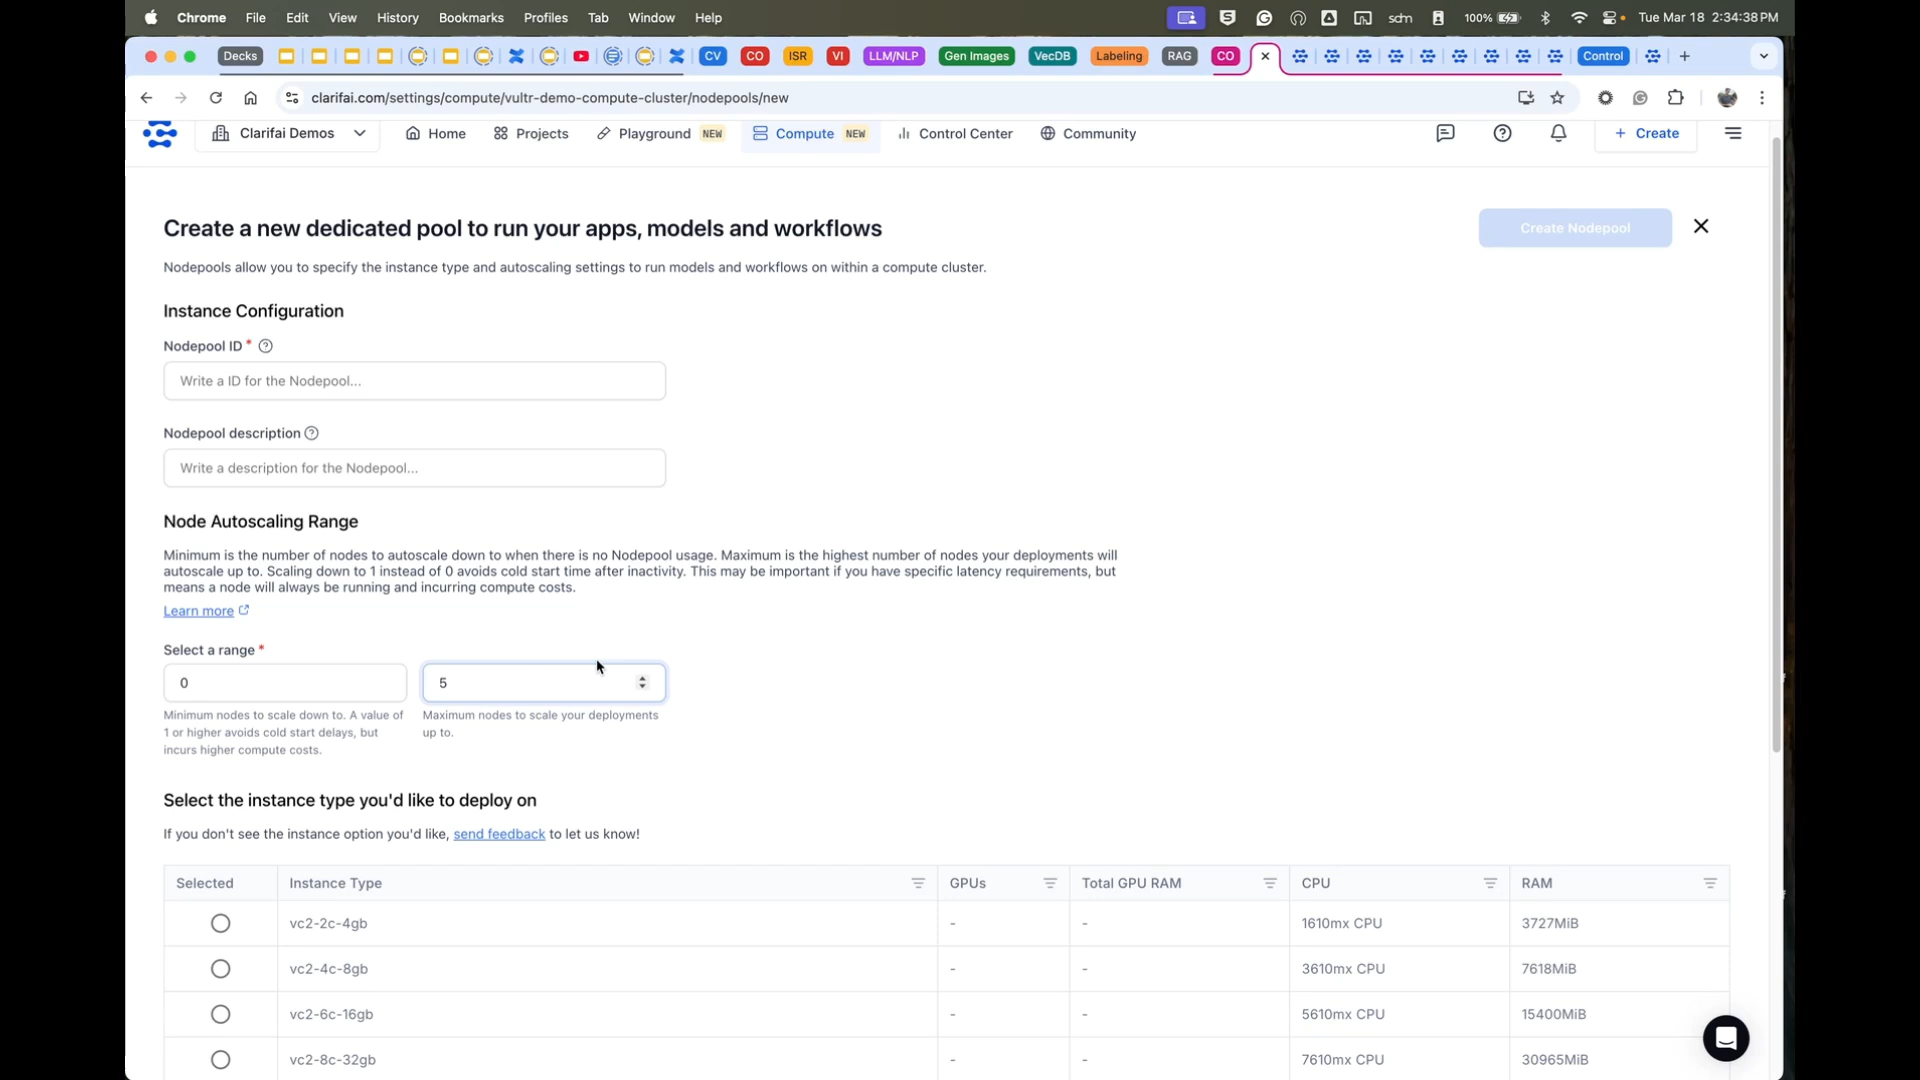 Chrome File Edit View History Bookmarks Profiles Tab Window Help sdm 100% Tue Mar 18 2:34:38 PM
Decks CV CO ISR VI LLM/NLP Gen Images VecDB Labeling RAG CO Control
clarifai.com/settings/compute/vultr-demo-compute-cluster/nodepools/new
Clarifai Demos Home Projects Playground NEW Compute NEW Control Center Community Create
Create a new dedicated pool to run your apps, models and workflows
Create Nodepool
Nodepools allow you to specify the instance type and autoscaling settings to run models and workflows on within a compute cluster.
Instance Configuration
Nodepool ID *
Write a ID for the Nodepool...
Nodepool description
Write a description for the Nodepool...
Node Autoscaling Range
Minimum is the number of nodes to autoscale down to when there is no Nodepool usage. Maximum is the highest number of nodes your deployments will
autoscale up to. Scaling down to 1 instead of 0 avoids cold start time after inactivity. This may be important if you have specific latency requirements, but
means a node will always be running and incurring compute costs.
Learn more
Select a range *
0 5
Minimum nodes to scale down to. A value of
1 or higher avoids cold start delays, but
incurs higher compute costs.
Maximum nodes to scale your deployments
up to.
Select the instance type you'd like to deploy on
If you don't see the instance option you'd like, send feedback to let us know!
Selected Instance Type GPUs Total GPU RAM CPU RAM
vc2-2c-4gb - - 1610mx CPU 3727MiB
vc2-4c-8gb - - 3610mx CPU 7618MiB
vc2-6c-16gb - - 5610mx CPU 15400MiB
vc2-8c-32gb - - 7610mx CPU 30965MiB